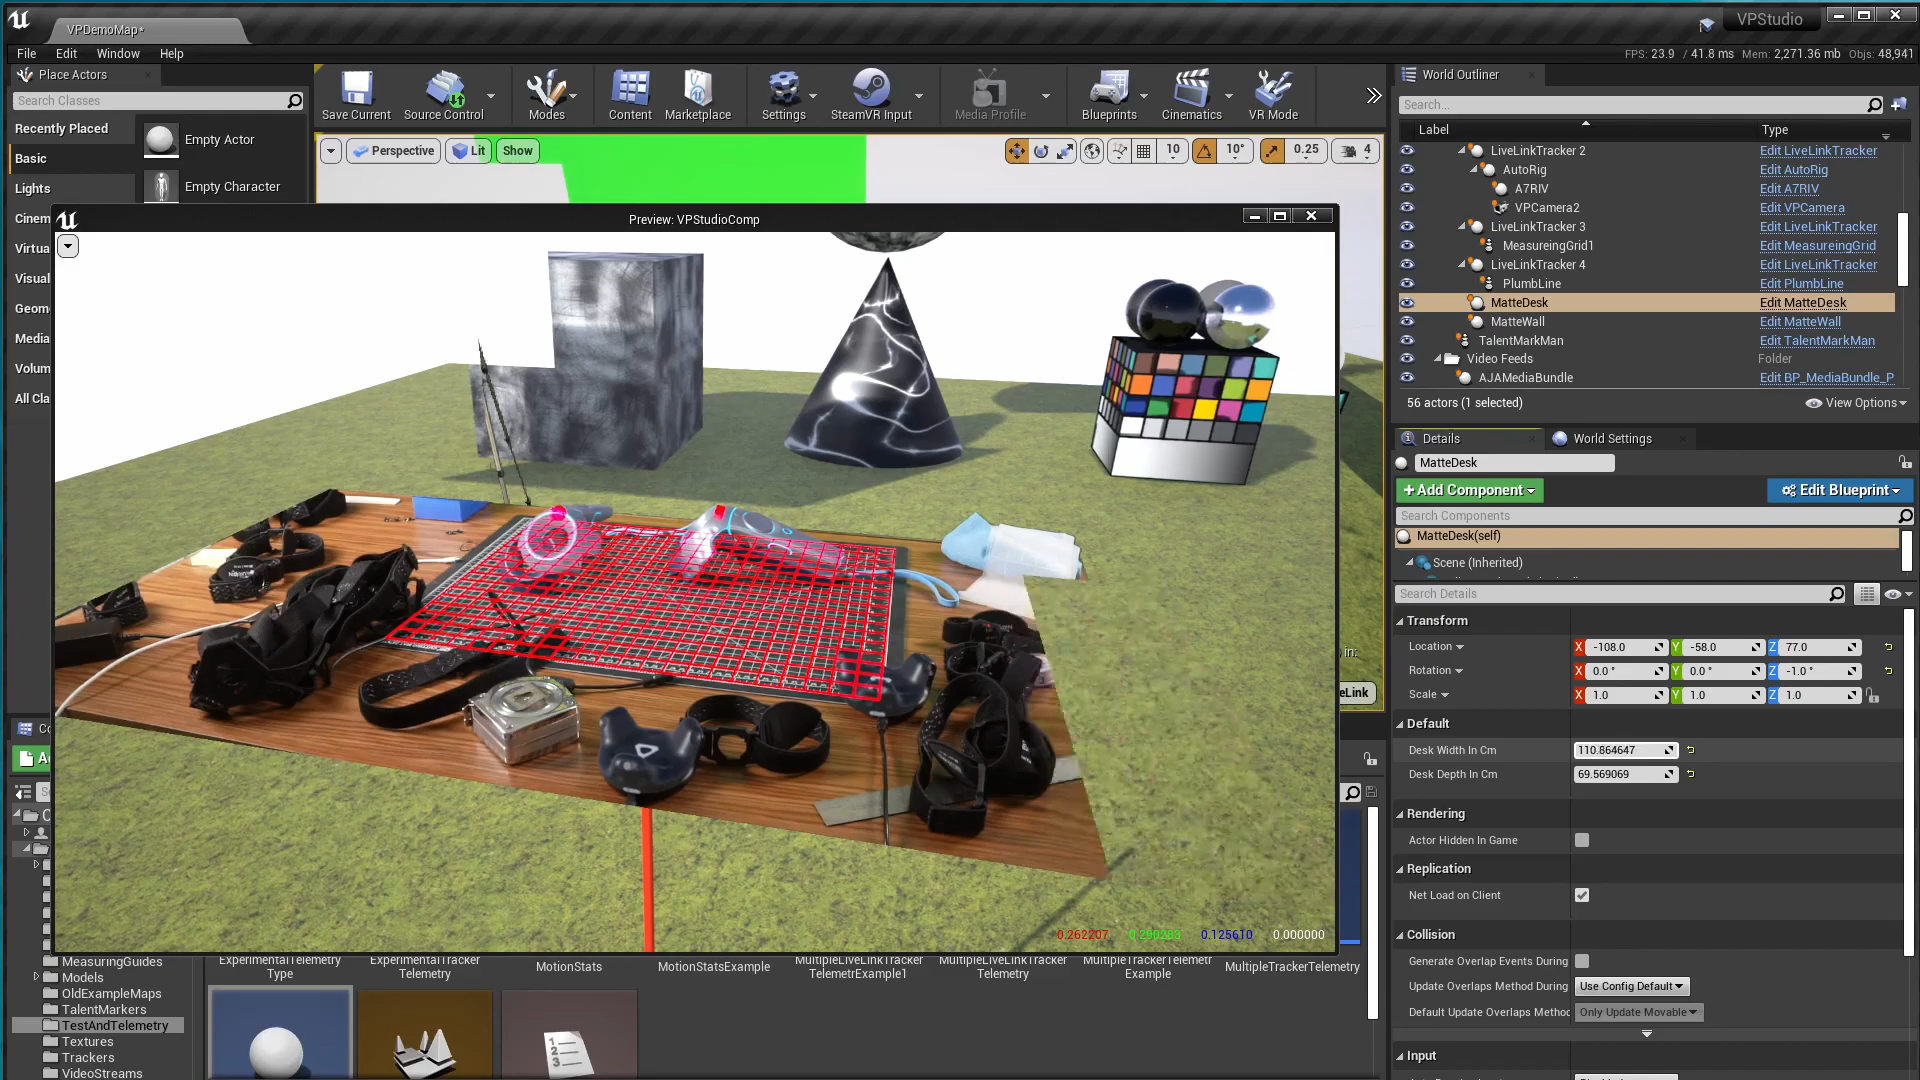 VPDemoMap*
VPStudio
File Edit Window Help
FPS: 23.9 / 41.8 ms Mem: 2,271.36 mb Objs: 48,941
Place Actors
Search Classes
Recently Placed
Basic
Lights
Cinem
Virtua
Visual
Geom
Media
Volum
All Cla
Empty Actor
Empty Character
Save Current
Source Control
Modes
Content
Marketplace
Settings
SteamVR Input
Media Profile
Blueprints
Cinematics
VR Mode
Perspective
Lit
Show
10
10°
0.25
4
Preview: VPStudioComp
0.262207 0.290283 0.125610 0.000000
in:
eLink
World Outliner
Search...
Label Type
LiveLinkTracker 2 Edit LiveLinkTracker
AutoRig Edit AutoRig
A7RIV Edit A7RIV
VPCamera2 Edit VPCamera
LiveLinkTracker 3 Edit LiveLinkTracker
MeasureingGrid1 Edit MeasureingGrid
LiveLinkTracker 4 Edit LiveLinkTracker
PlumbLine Edit PlumbLine
MatteDesk Edit MatteDesk
MatteWall Edit MatteWall
TalentMarkMan Edit TalentMarkMan
Video Feeds Folder
AJAMediaBundle Edit BP_MediaBundle_P
56 actors (1 selected)
View Options
Details
World Settings
MatteDesk
+Add Component
Edit Blueprint
Search Components
MatteDesk(self)
Scene (Inherited)
Search Details
Transform
Location X -108.0 Y -58.0 Z 77.0
Rotation X 0.0 ° Y 0.0 ° Z -1.0 °
Scale X 1.0 Y 1.0 Z 1.0
Default
Desk Width In Cm 110.864647
Desk Depth In Cm 69.569069
Rendering
Actor Hidden In Game
Replication
Net Load on Client
Collision
Generate Overlap Events During
Update Overlaps Method During Use Config Default
Default Update Overlaps Method Only Update Movable
Input
Co
A
MeasuringGuides
Models
OldExampleMaps
TalentMarkers
TestAndTelemetry
Textures
Trackers
VideoStreams
ExperimentalTelemetry
Type
ExperimentalTracker
Telemetry
MotionStats
MotionStatsExample
MultipleLiveLinkTracker
TelemetrExample1
MultipleLiveLinkTracker
Telemetry
MultipleTrackerTelemetr
Example
MultipleTrackerTelemetry
1
2
3